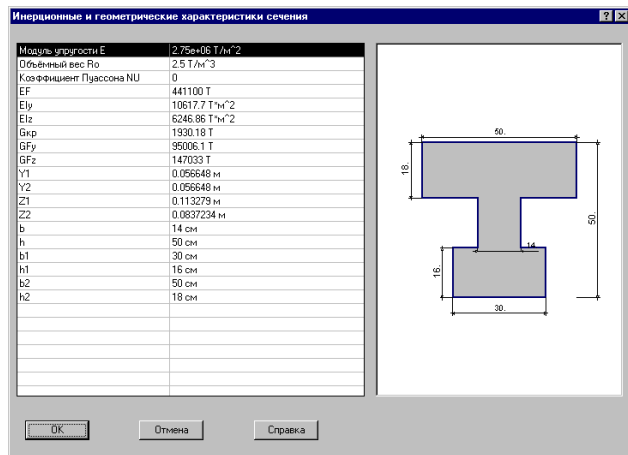 Инерционные и геометрические характеристики сечения
Модуль упругости E 2.75e+06 Т/м^2
Объёмный вес Ro 2.5 Т/м^3
Коэффициент Пуассона NU 0
EF 441100 Т
EIy 10617.7 Т*м^2
EIz 6246.86 Т*м^2
Gкр 1930.18 Т
GFy 95006.1 Т
GFz 147033 Т
Y1 0.056648 м
Y2 0.056648 м
Z1 0.113279 м
Z2 0.0837234 м
b 14 см
h 50 см
b1 30 см
h1 16 см
b2 50 см
h2 18 см
50.
18.
50.
14.
16.
30.
OK Отмена Справка